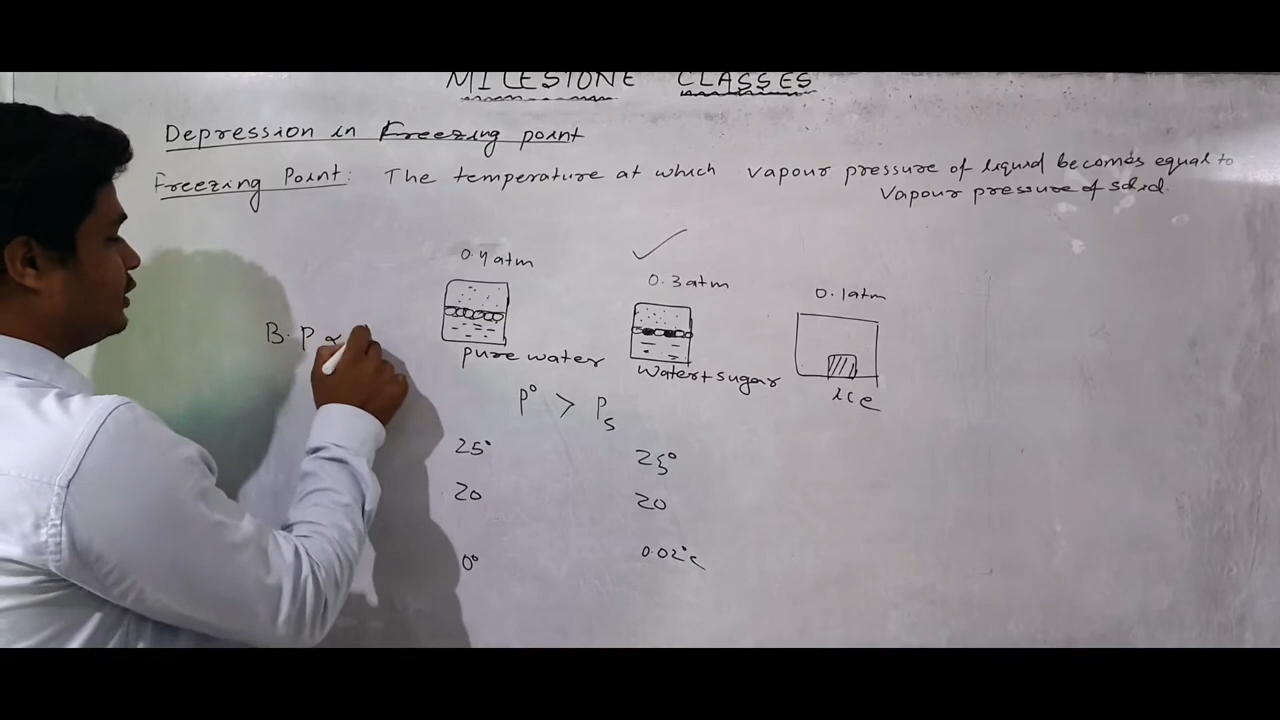 MILESTONE CLASSES
Depression in Freezing point
Freezing Point: The temperature at which vapour pressure of liquid becomes equal to
vapour pressure of solid.
0.4 atm
0.3 atm
0.1 atm
B.P ∝
pure water
water + sugar
ice
P° > Ps
25° 25°
20 20
0° 0.02°C